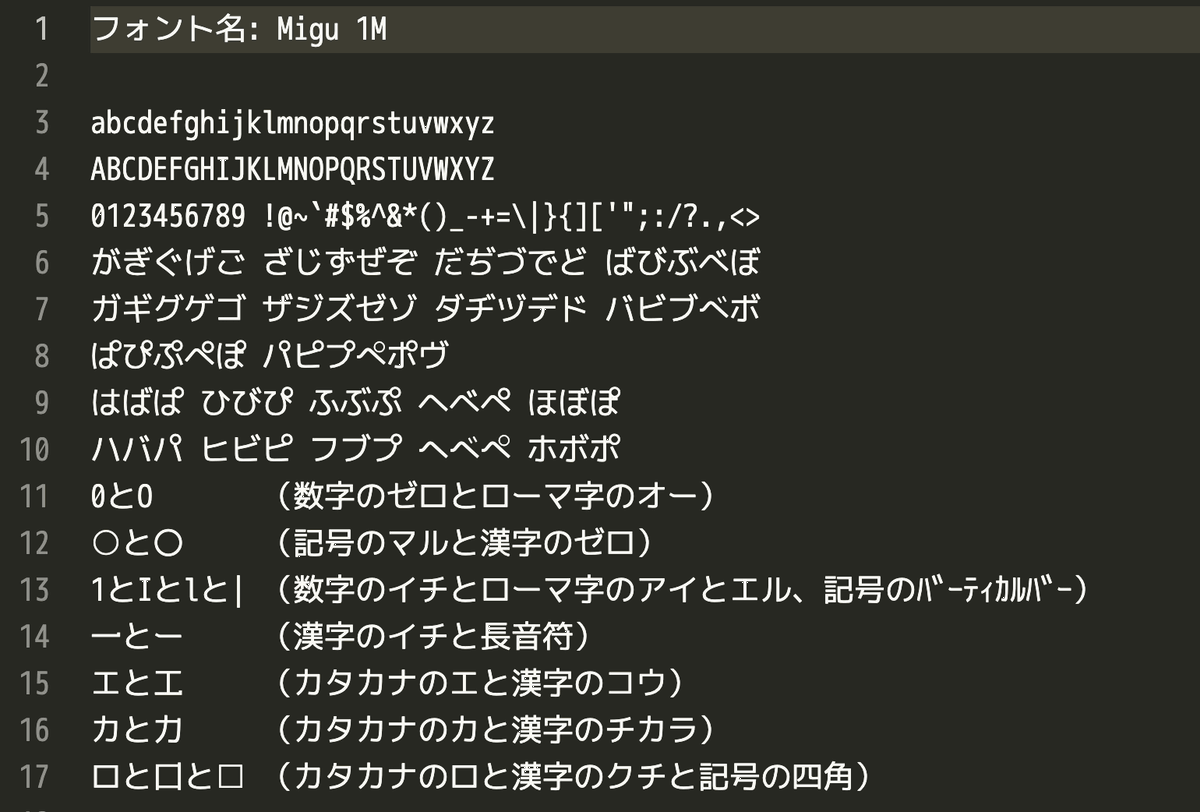 1 フォント名: Migu 1M
2
3 abcdefghijklmnopqrstuvwxyz
4 ABCDEFGHIJKLMNOPQRSTUVWXYZ
5 0123456789 !@~`#$%^&*()_-+=\|}{]['";:/?.,<>
6 がぎぐげご ざじずぜぞ だぢづでど ばびぶべぼ
7 ガギグゲゴ ザジズゼゾ ダヂヅデド バビブベボ
8 ぱぴぷぺぽ パピプペポヴ
9 はばぱ ひびぴ ふぶぷ へべぺ ほぼぽ
10 ハバパ ヒビピ フブプ ヘベペ ホボポ
11 0とO （数字のゼロとローマ字のオー）
12 ○と〇 （記号のマルと漢字のゼロ）
13 1とIとlと| （数字のイチとローマ字のアイとエル、記号のﾊﾞｰﾃｨｶﾙﾊﾞｰ）
14 一とー （漢字のイチと長音符）
15 エと工 （カタカナのエと漢字のコウ）
16 カと力 （カタカナのカと漢字のチカラ）
17 ロと口と□ （カタカナのロと漢字のクチと記号の四角）